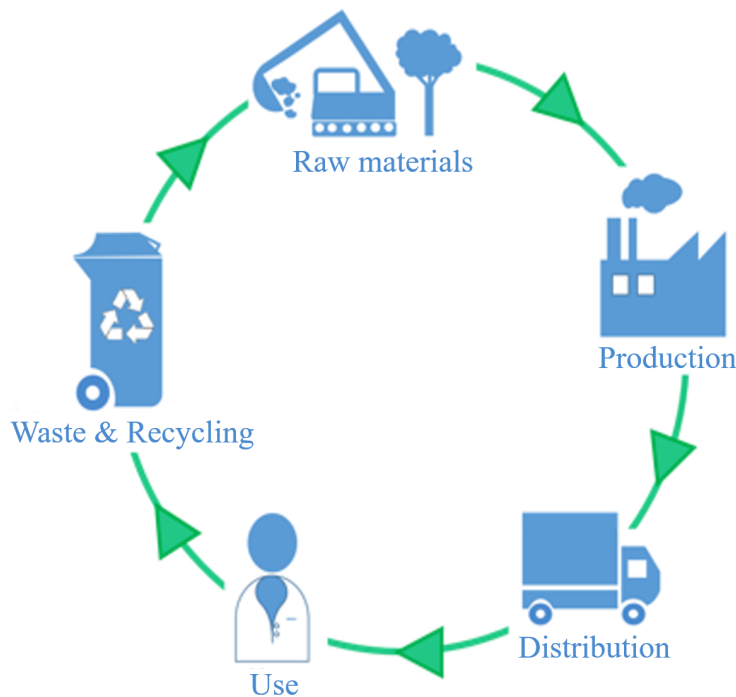 Raw materials
Production
Distribution
Use
Waste & Recycling